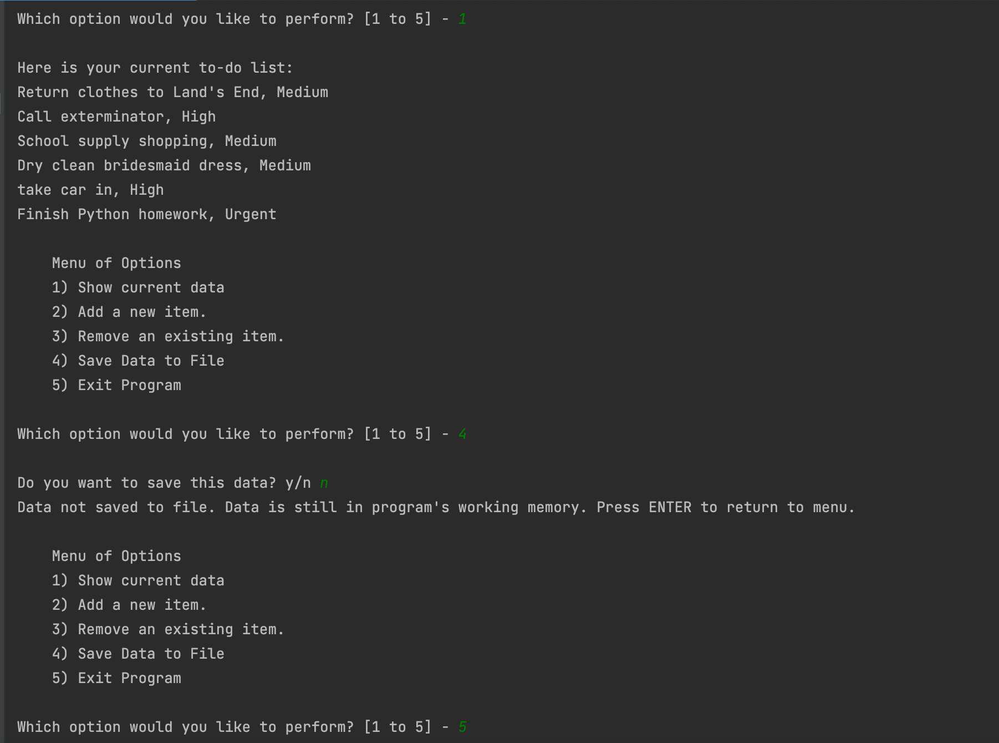 Which option would you like to perform? [1 to 5] - 1
Here is your current to-do list:
Return clothes to Land's End, Medium
Call exterminator, High
School supply shopping, Medium
Dry clean bridesmaid dress, Medium
take car in, High
Finish Python homework, Urgent
Menu of Options
1) Show current data
2) Add a new item.
3) Remove an existing item.
4) Save Data to File
5) Exit Program
Which option would you like to perform? [1 to 5] - 4
Do you want to save this data? y/n n
Data not saved to file. Data is still in program's working memory. Press ENTER to return to menu.
Menu of Options
1) Show current data
2) Add a new item.
3) Remove an existing item.
4) Save Data to File
5) Exit Program
Which option would you like to perform? [1 to 5] - 5